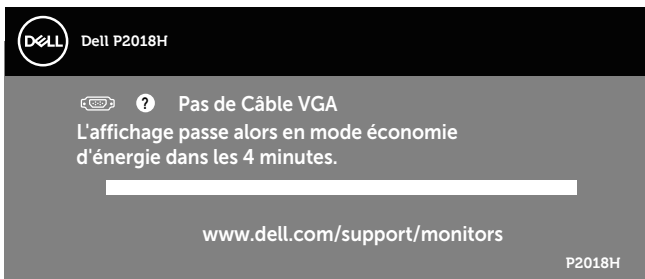 DELL Dell P2018H
? Pas de Câble VGA
L'affichage passe alors en mode économie
d'énergie dans les 4 minutes.
www.dell.com/support/monitors
P2018H